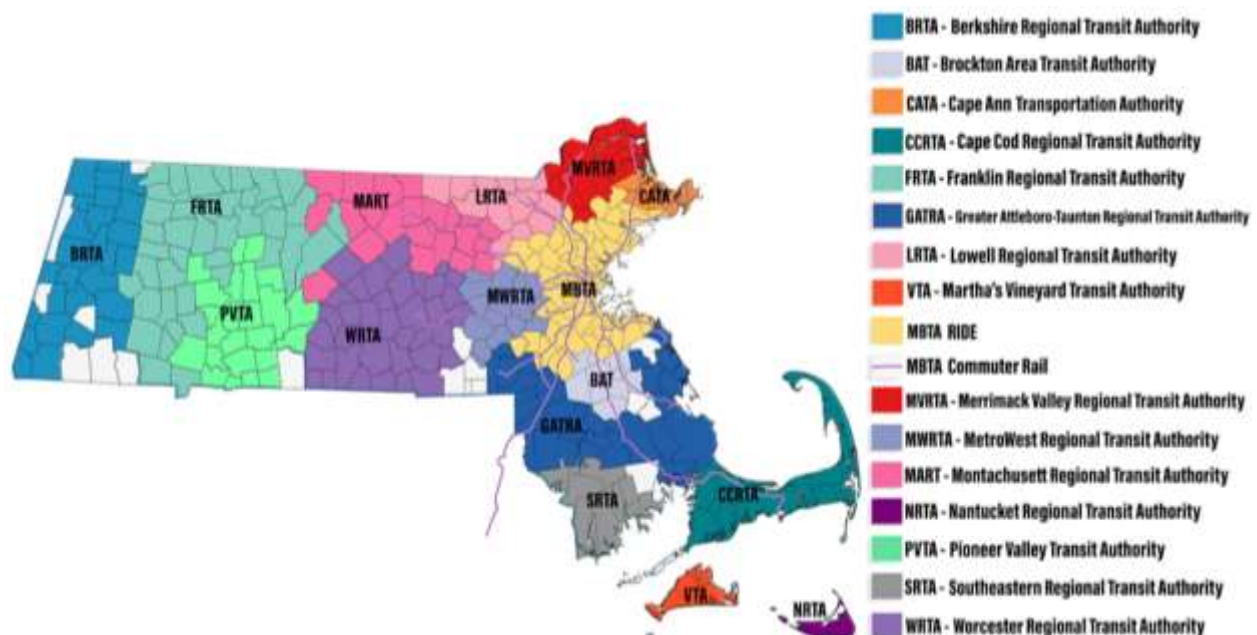 BRTA - Berkshire Regional Transit Authority
BAT - Brockton Area Transit Authority
CATA - Cape Ann Transportation Authority
CCRTA - Cape Cod Regional Transit Authority
FRTA - Franklin Regional Transit Authority
GATRA - Greater Attleboro-Taunton Regional Transit Authority
LRTA - Lowell Regional Transit Authority
VTA - Martha's Vineyard Transit Authority
MBTA RIDE
MBTA Commuter Rail
MVRTA - Merrimack Valley Regional Transit Authority
MWRTA - MetroWest Regional Transit Authority
MART - Montachusett Regional Transit Authority
NRTA - Nantucket Regional Transit Authority
PVTA - Pioneer Valley Transit Authority
SRTA - Southeastern Regional Transit Authority
WRTA - Worcester Regional Transit Authority
MVRTA
CATA
LRTA
MART
FRTA
BRTA
MBTA
MWRTA
PVTA
WRTA
BAT
GATRA
CCRTA
SRTA
VTA
NRTA